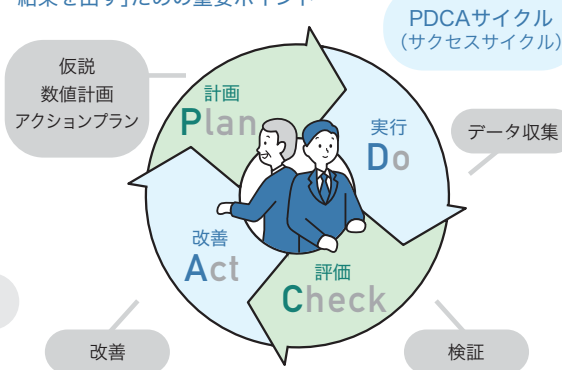 結果を出す」ための重要ポイント
PDCAサイクル
（サクセスサイクル）
仮説
数値計画
アクションプラン
計画
Plan
実行
Do
データ収集
改善
Act
評価
Check
改善
検証